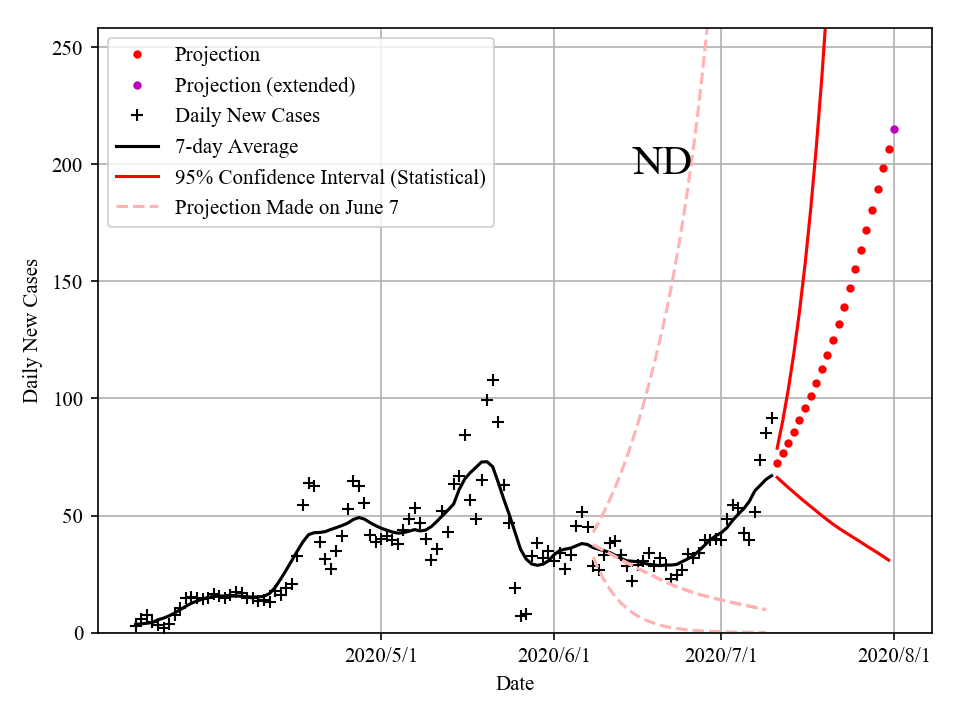 Projection
Projection (extended)
Daily New Cases
7-day Average
95% Confidence Interval (Statistical)
Projection Made on June 7
ND
250
200
150
100
50
0
Daily New Cases
2020/5/1
2020/6/1
2020/7/1
2020/8/1
Date